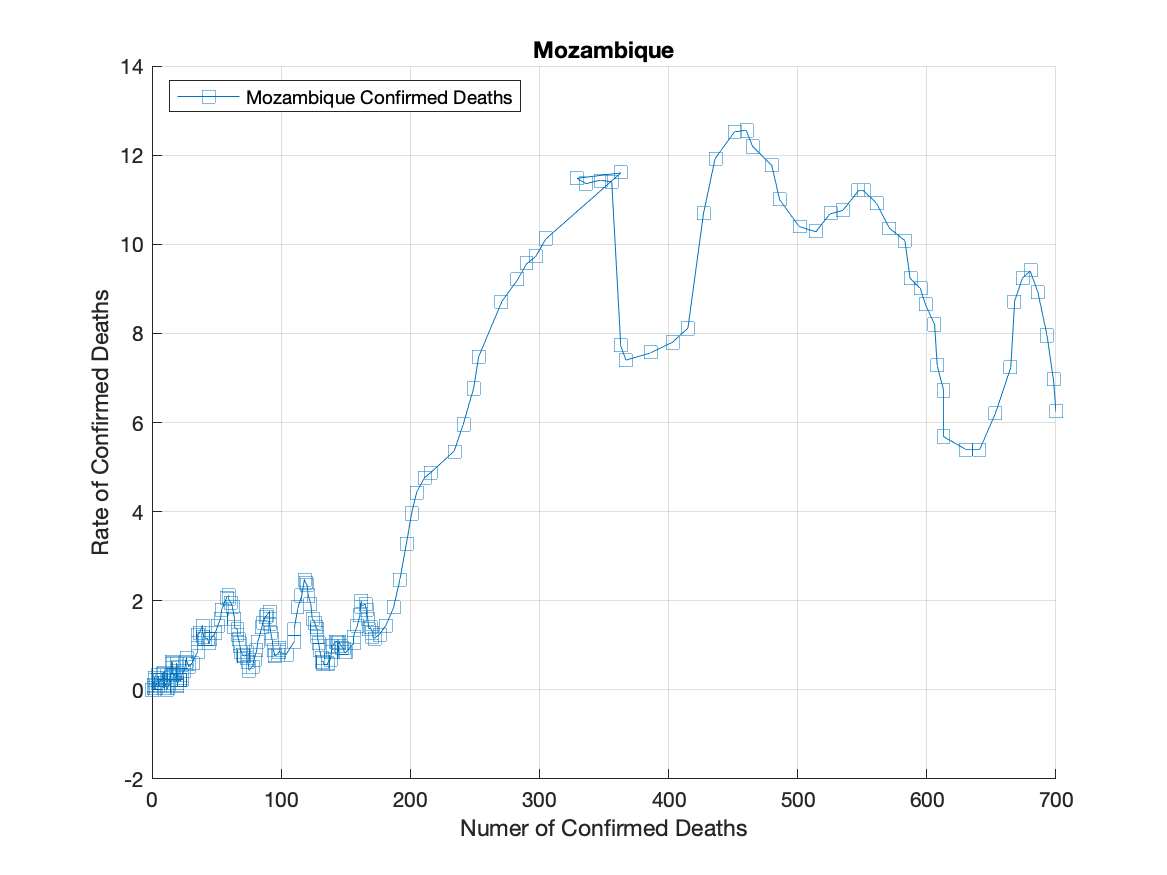 Mozambique
Mozambique Confirmed Deaths
14
12
10
8
6
4
2
0
-2
Rate of Confirmed Deaths
0 100 200 300 400 500 600 700
Numer of Confirmed Deaths